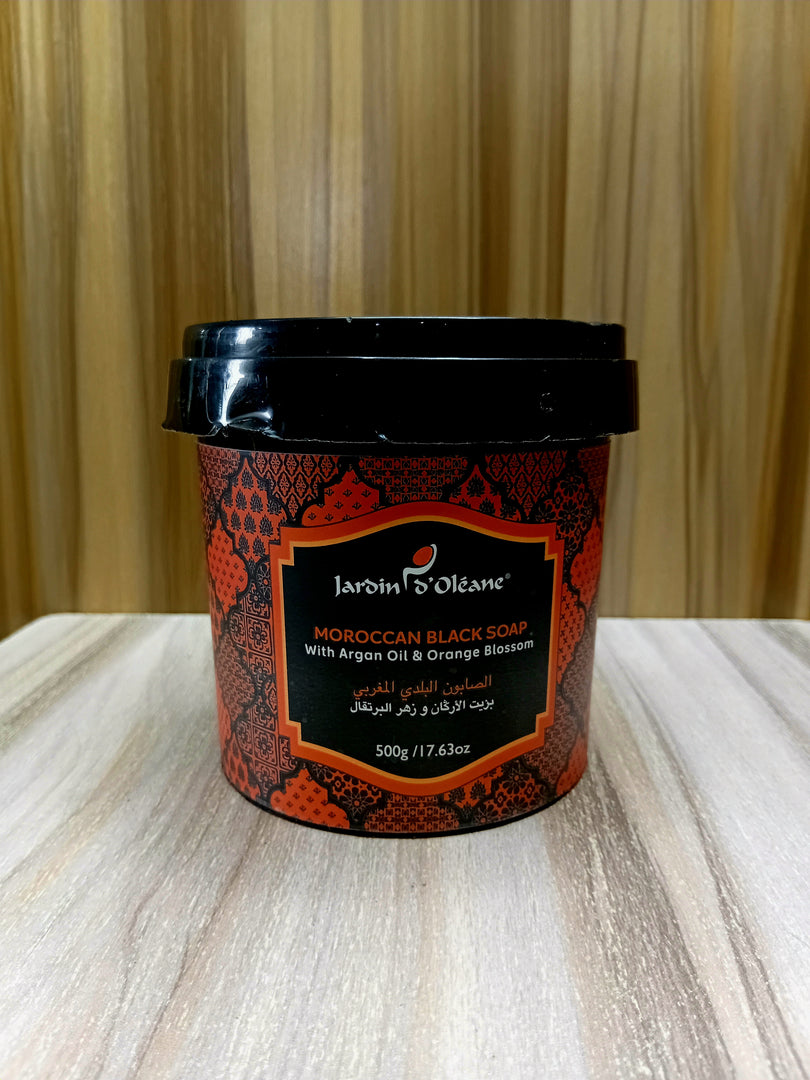 Jardin d'Oléane®
MOROCCAN BLACK SOAP
With Argan Oil & Orange Blossom
الصابون البلدي المغربي
بزيت الأرگان و زهر البرتقال
500g /17.63oz